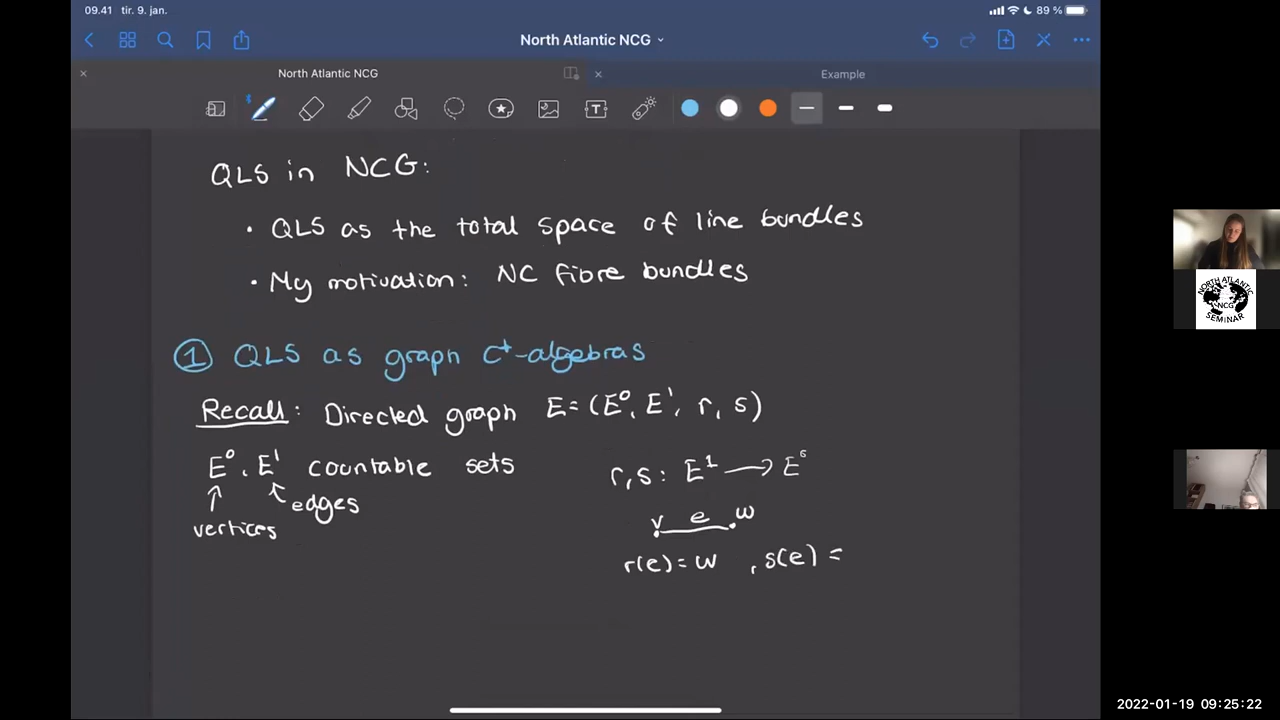 09.41 tir. 9. jan.
89 %
North Atlantic NCG
North Atlantic NCG
Example
QLS in NCG:
• QLS as the total space of line bundles
• My motivation: NC fibre bundles
① QLS as graph C*-algebras
Recall: Directed graph E=(E⁰, E¹, r, s)
E⁰, E¹ countable sets
r,s: E¹ → E⁰
edges
vertices
v e w
r(e)=w , s(e)=
NORTH ATLANTIC
NCG
SEMINAR
2022-01-19 09:25:22